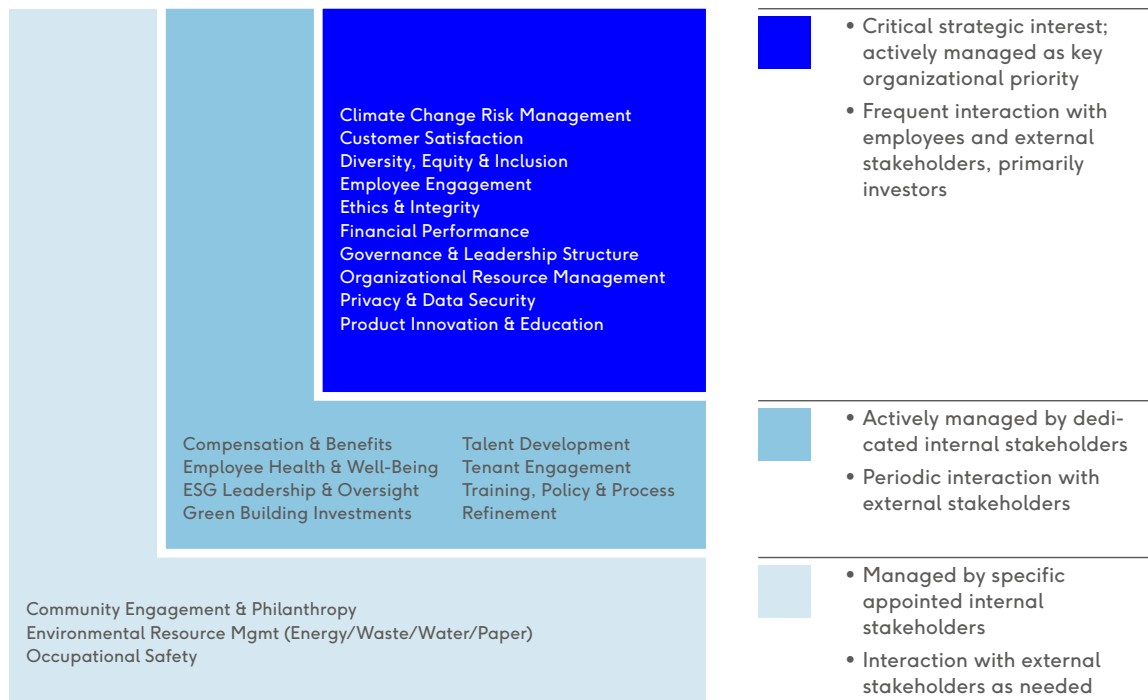 Climate Change Risk Management
Customer Satisfaction
Diversity, Equity & Inclusion
Employee Engagement
Ethics & Integrity
Financial Performance
Governance & Leadership Structure
Organizational Resource Management
Privacy & Data Security
Product Innovation & Education
• Critical strategic interest;
actively managed as key
organizational priority
• Frequent interaction with
employees and external
stakeholders, primarily
investors
Compensation & Benefits
Employee Health & Well-Being
ESG Leadership & Oversight
Green Building Investments
Talent Development
Tenant Engagement
Training, Policy & Process
Refinement
• Actively managed by dedi-
cated internal stakeholders
• Periodic interaction with
external stakeholders
Community Engagement & Philanthropy
Environmental Resource Mgmt (Energy/Waste/Water/Paper)
Occupational Safety
• Managed by specific
appointed internal
stakeholders
• Interaction with external
stakeholders as needed